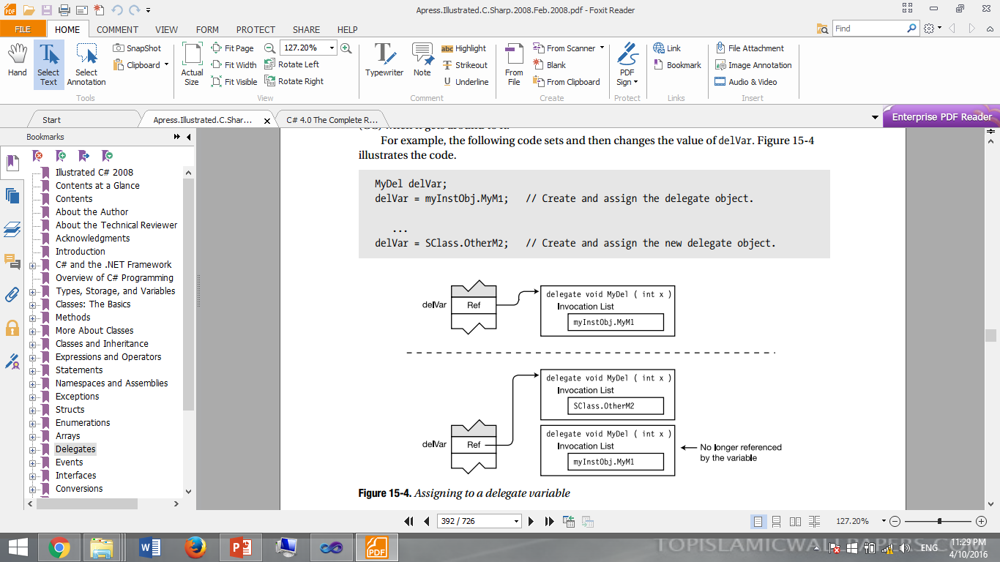 Apress.Illustrated.C.Sharp.2008.Feb.2008.pdf - Foxit Reader
FILE HOME COMMENT VIEW FORM PROTECT SHARE HELP Find
Hand
Select Text
Select Annotation
SnapShot
Clipboard
Tools
Actual Size
Fit Page
Fit Width
Fit Visible
127.20%
Rotate Left
Rotate Right
View
Typewriter
Note
Highlight
Strikeout
Underline
Comment
From File
From Scanner
Blank
From Clipboard
Create
PDF Sign
Protect
Link
Bookmark
Links
File Attachment
Image Annotation
Audio & Video
Insert
Start
Apress.Illustrated.C.Shar...
C# 4.0 The Complete R...
Enterprise PDF Reader
Bookmarks
Illustrated C# 2008
Contents at a Glance
Contents
About the Author
About the Technical Reviewer
Acknowledgments
Introduction
C# and the .NET Framework
Overview of C# Programming
Types, Storage, and Variables
Classes: The Basics
Methods
More About Classes
Classes and Inheritance
Expressions and Operators
Statements
Namespaces and Assemblies
Exceptions
Structs
Enumerations
Arrays
Delegates
Events
Interfaces
Conversions
For example, the following code sets and then changes the value of delVar. Figure 15-4
illustrates the code.
MyDel delVar;
delVar = myInstObj.MyM1; // Create and assign the delegate object.
...
delVar = SClass.OtherM2; // Create and assign the new delegate object.
delVar
Ref
delegate void MyDel ( int x )
Invocation List
myInstObj.MyM1
delegate void MyDel ( int x )
Invocation List
SClass.OtherM2
delVar
Ref
delegate void MyDel ( int x )
Invocation List
myInstObj.MyM1
No longer referenced
by the variable
Figure 15-4. Assigning to a delegate variable
392 / 726
127.20%
TOPISLAMICWALLPAPERS.COM
ENG
11:29 PM
4/10/2016